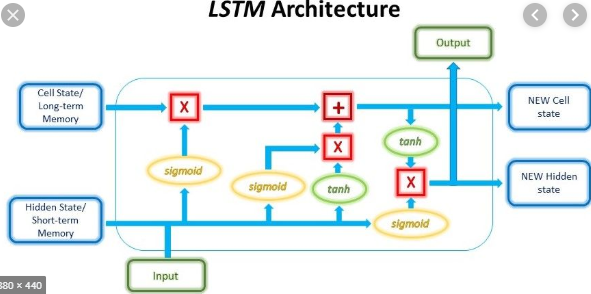 LSTM Architecture
Output
Cell State/
Long-term
Memory
X
+
NEW Cell
state
tanh
X
sigmoid
sigmoid
tanh
X
NEW Hidden
state
Hidden State/
Short-term
Memory
sigmoid
Input
380 × 440